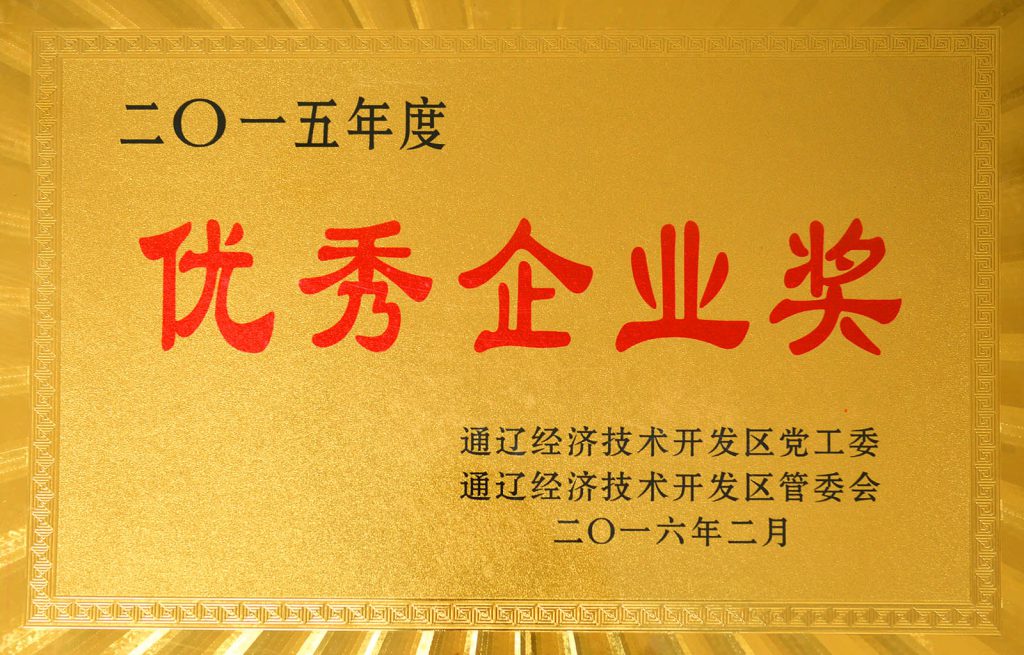 二〇一五年度
优秀企业奖
通辽经济技术开发区党工委
通辽经济技术开发区管委会
二〇一六年二月